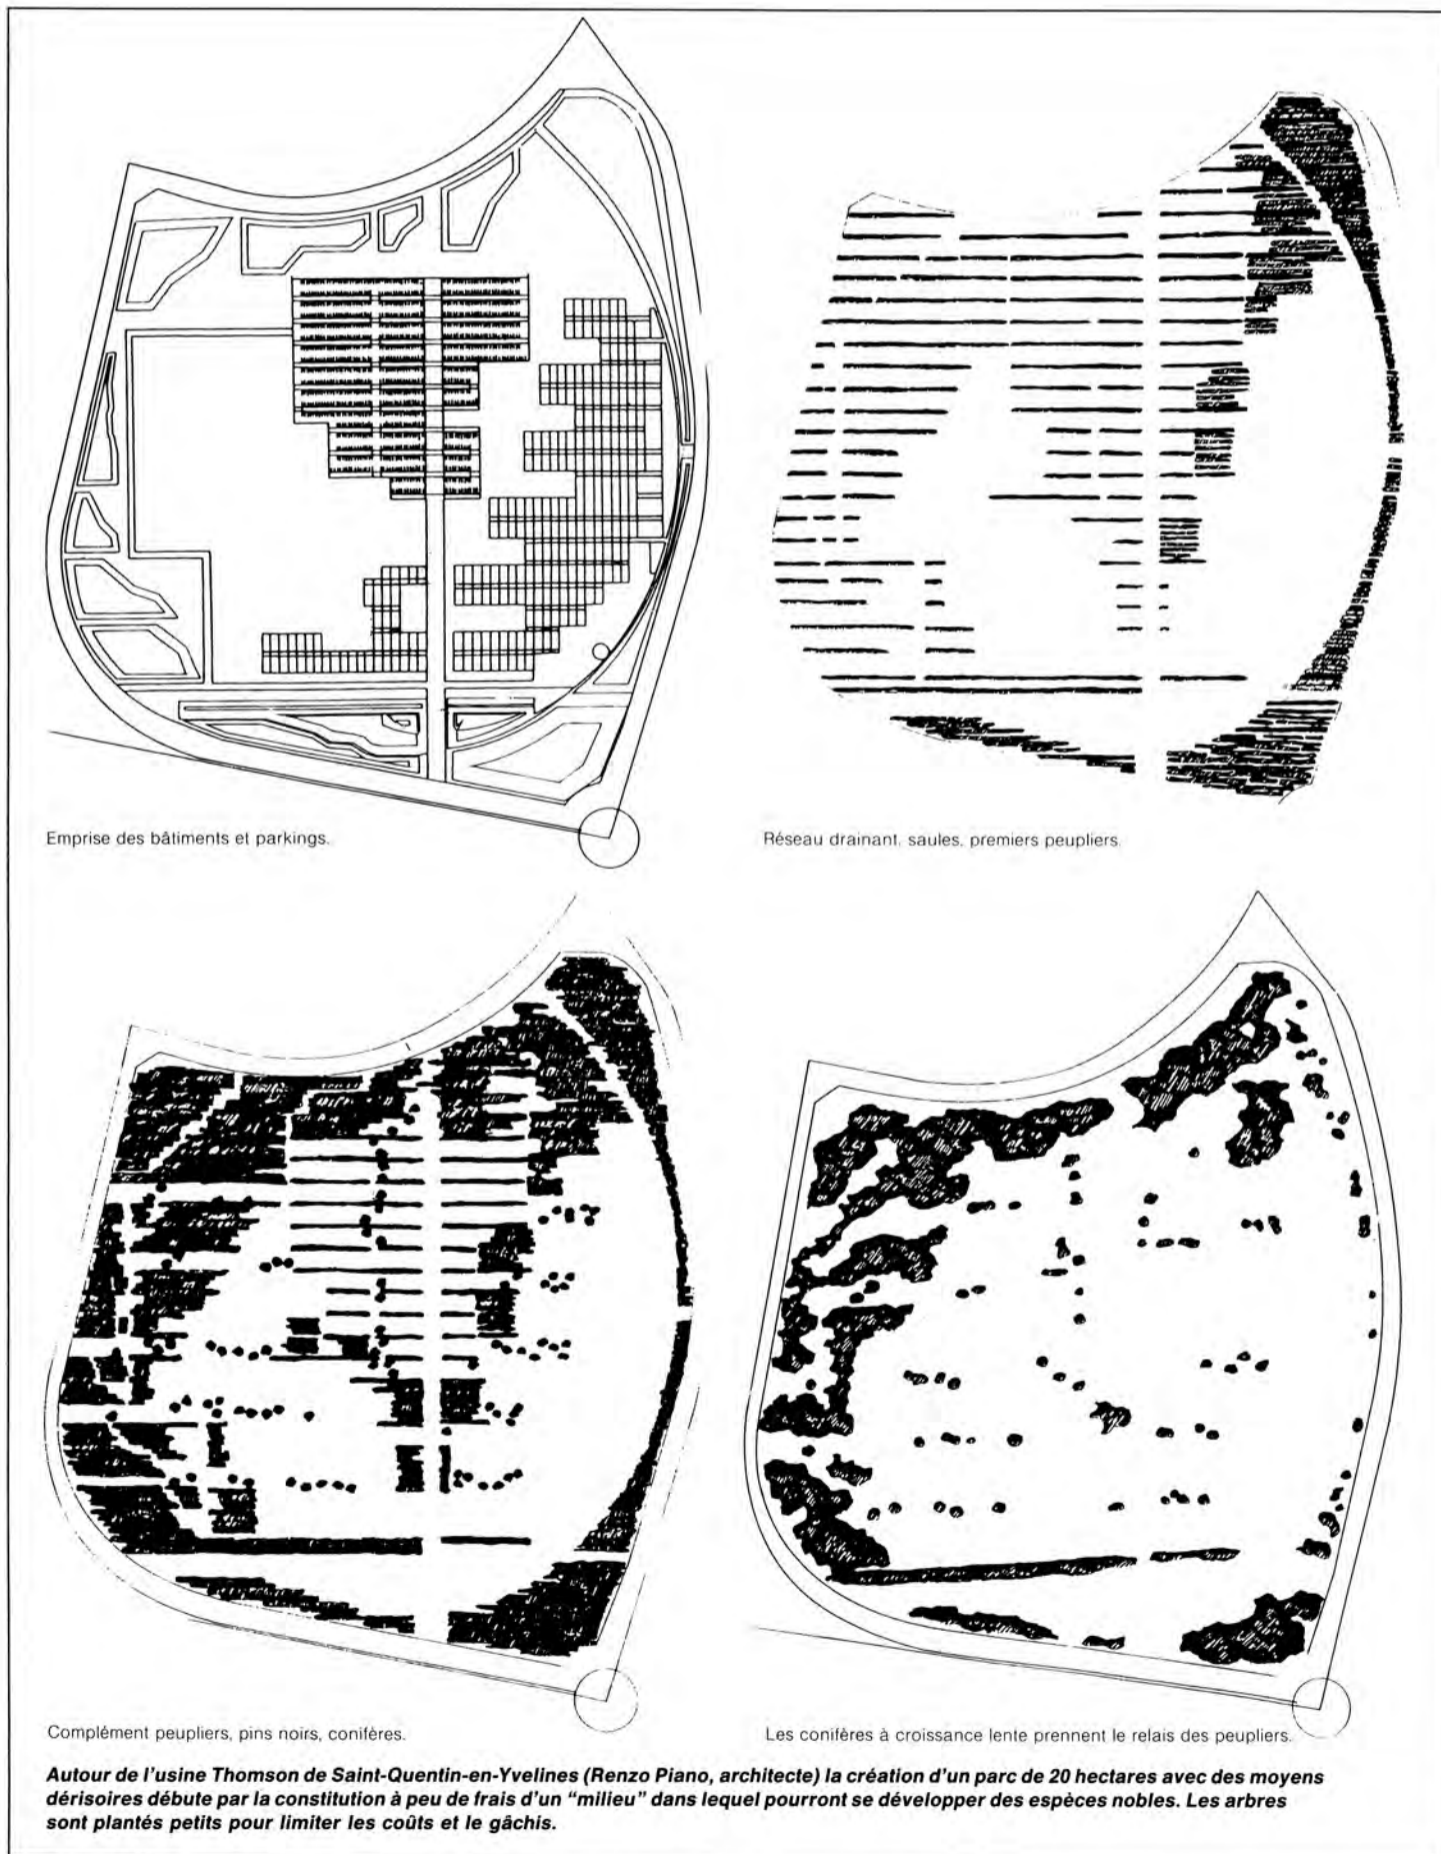 Emprise des bâtiments et parkings.
Réseau drainant, saules, premiers peupliers.
Complément peupliers, pins noirs, conifères.
Les conifères à croissance lente prennent le relais des peupliers.
Autour de l'usine Thomson de Saint-Quentin-en-Yvelines (Renzo Piano, architecte) la création d'un parc de 20 hectares avec des moyens
dérisoires débute par la constitution à peu de frais d'un “milieu” dans lequel pourront se développer des espèces nobles. Les arbres
sont plantés petits pour limiter les coûts et le gâchis.